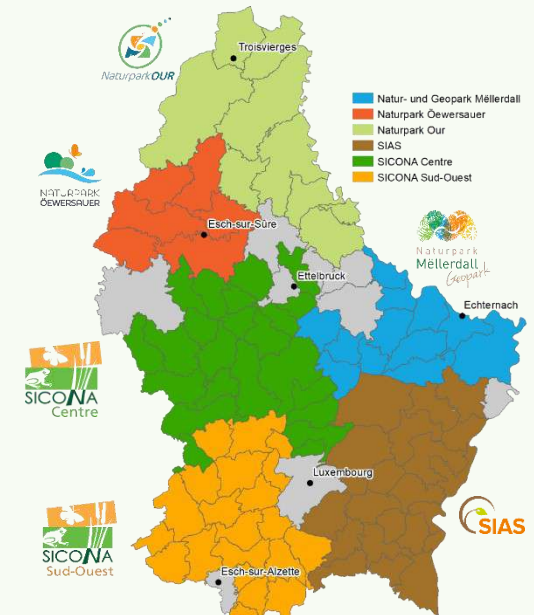 Troisvierges
NaturparkOUR
Natur- und Geopark Mëllerdall
Naturpark Öewersauer
Naturpark Our
SIAS
SICONA Centre
SICONA Sud-Ouest
NATURPARK
ÖEWERSAUER
Esch-sur-Sûre
Naturpark
Mëllerdall
Geopark
Ettelbruck
Echternach
SICONA
Centre
Luxembourg
SIAS
SICONA
Sud-Ouest
Esch-sur-Alzette